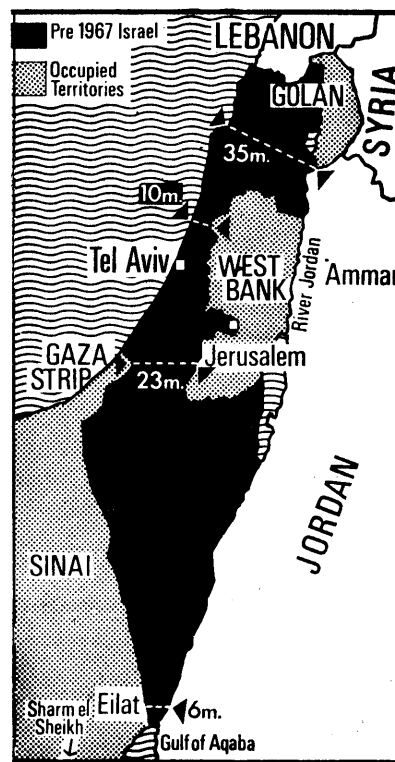 Pre 1967 Israel
Occupied
Territories
LEBANON
GOLAN
SYRIA
35m.
10m.
Tel Aviv
WEST
BANK
River Jordan
Amman
GAZA
STRIP
Jerusalem
23m.
JORDAN
SINAI
Eilat
6m.
Sharm el
Sheikh
Gulf of Aqaba